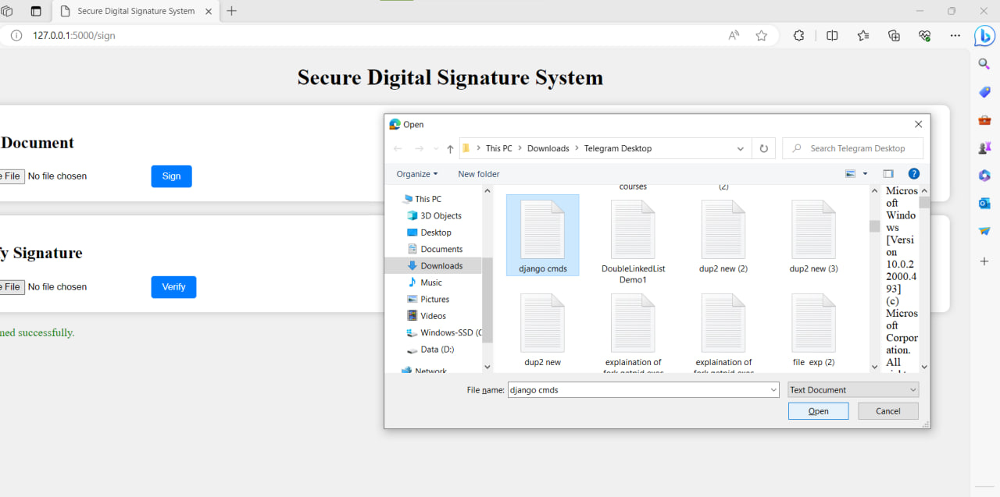 Secure Digital Signature System
127.0.0.1:5000/sign
Secure Digital Signature System
Document
e File No file chosen
Sign
fy Signature
e File No file chosen
Verify
ned successfully.
Open
This PC > Downloads > Telegram Desktop
Search Telegram Desktop
Organize
New folder
This PC
3D Objects
Desktop
Documents
Downloads
Music
Pictures
Videos
Windows-SSD (C
Data (D:)
Network
courses
(2)
django cmds
DoubleLinkedList
Demo1
dup2 new (2)
dup2 new (3)
dup2 new
explaination of
fork getpid exec
explaination of
fork getpid exec
file exp (2)
Micros
oft
Windo
ws
[Versi
on
10.0.2
2000.4
93]
(c)
Micros
oft
Corpor
ation.
All
File name: django cmds
Text Document
Open
Cancel